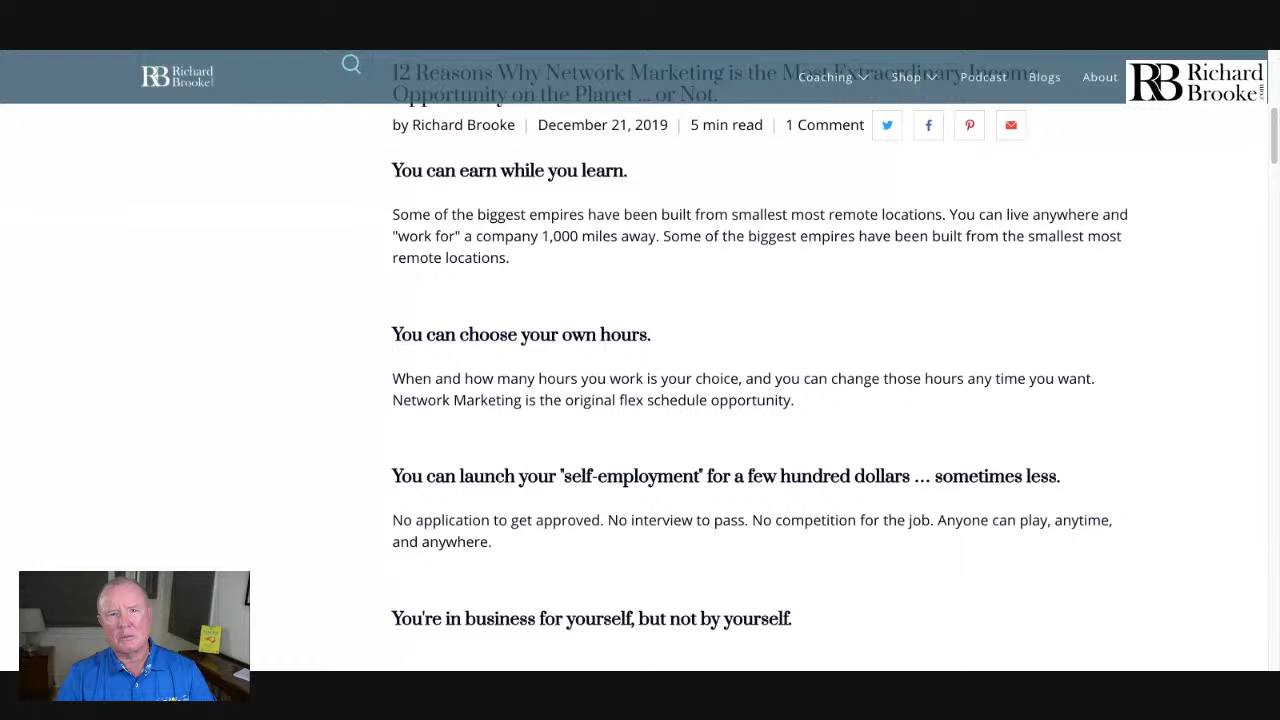 RB Richard
Brooke
12 Reasons Why Network Marketing is the Most Extraordinary Income
Opportunity on the Planet ... or Not.
Coaching
Shop
Podcast
Blogs
About
RB Richard
Brooke.com
by Richard Brooke | December 21, 2019 | 5 min read | 1 Comment
You can earn while you learn.
Some of the biggest empires have been built from smallest most remote locations. You can live anywhere and
"work for" a company 1,000 miles away. Some of the biggest empires have been built from the smallest most
remote locations.
You can choose your own hours.
When and how many hours you work is your choice, and you can change those hours any time you want.
Network Marketing is the original flex schedule opportunity.
You can launch your "self-employment" for a few hundred dollars … sometimes less.
No application to get approved. No interview to pass. No competition for the job. Anyone can play, anytime,
and anywhere.
You're in business for yourself, but not by yourself.